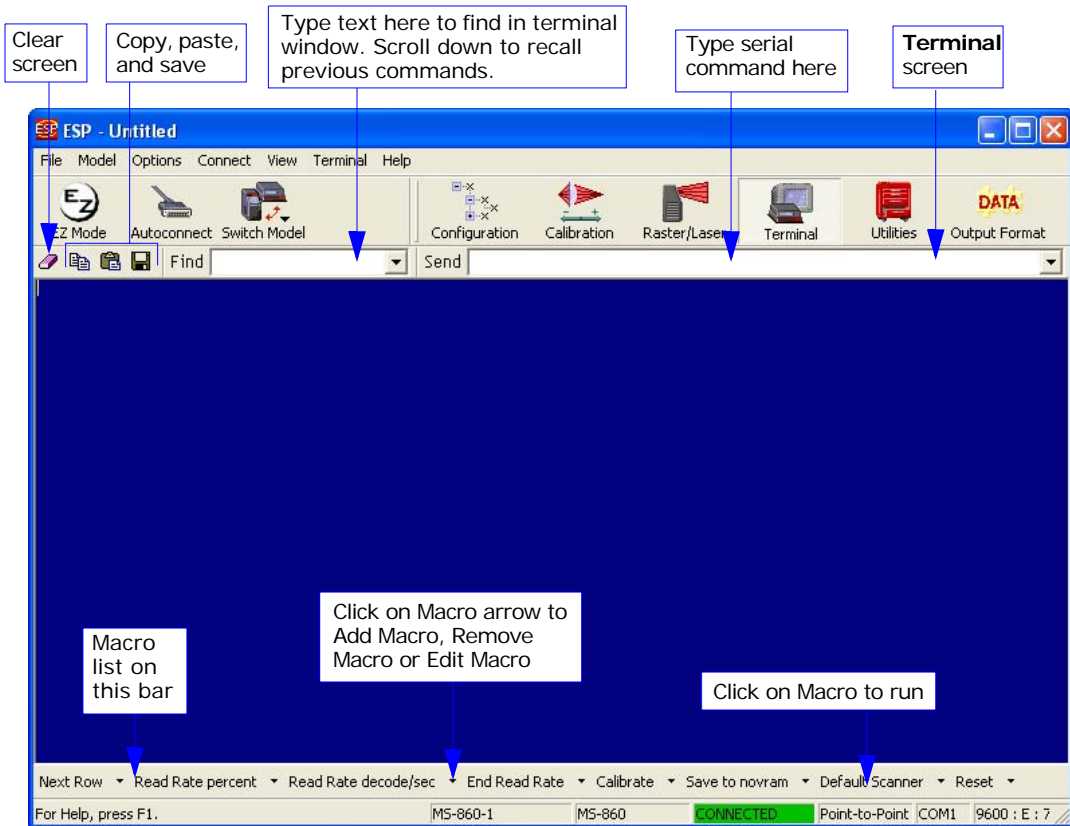 Clear
screen
Copy, paste,
and save
Type text here to find in terminal
window. Scroll down to recall
previous commands.
Type serial
command here
Terminal
screen
ESP - Untitled
File Model Options Connect View Terminal Help
EZ
EZ Mode Autoconnect Switch Model Configuration Calibration Raster/Laser Terminal Utilities Output Format
DATA
Find Send
Macro
list on
this bar
Click on Macro arrow to
Add Macro, Remove
Macro or Edit Macro
Click on Macro to run
Next Row Read Rate percent Read Rate decode/sec End Read Rate Calibrate Save to novram Default Scanner Reset
For Help, press F1. MS-860-1 MS-860 CONNECTED Point-to-Point COM1 9600 : E : 7